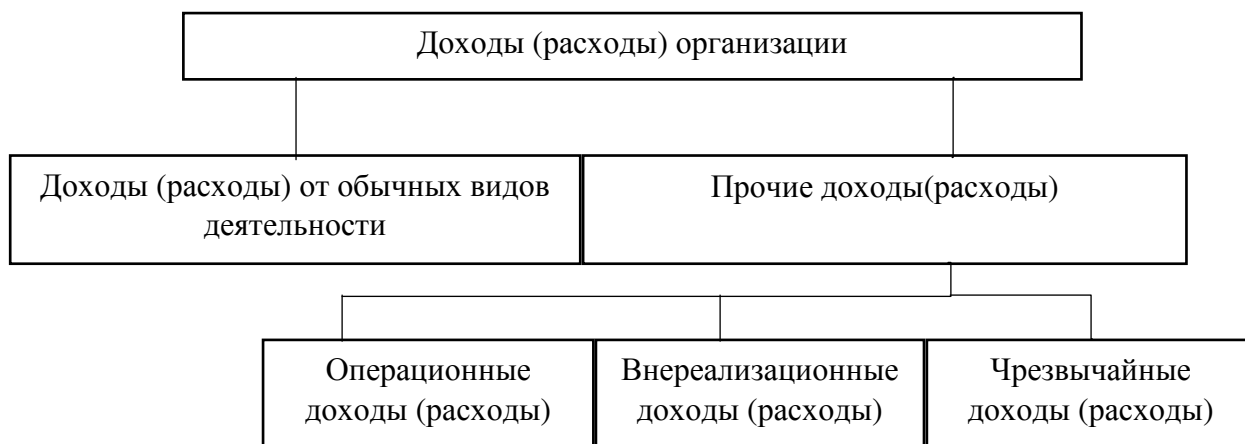 Доходы (расходы) организации
Доходы (расходы) от обычных видов
деятельности
Прочие доходы(расходы)
Операционные
доходы (расходы)
Внереализационные
доходы (расходы)
Чрезвычайные
доходы (расходы)